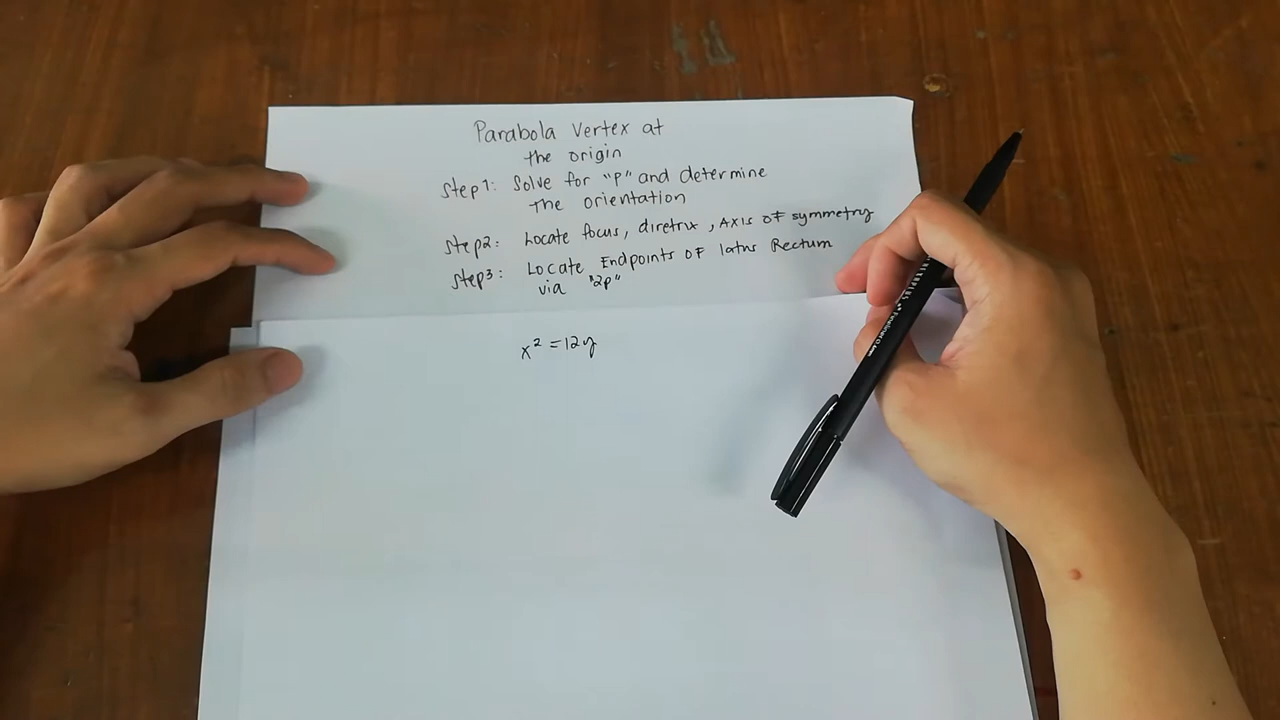 Parabola Vertex at
the origin
Step1: Solve for "P" and determine
the orientation
Step2: Locate focus, diretrix, Axis of symmetry
Step3: Locate Endpoints of latus Rectum
via "2p"
x² = 12y